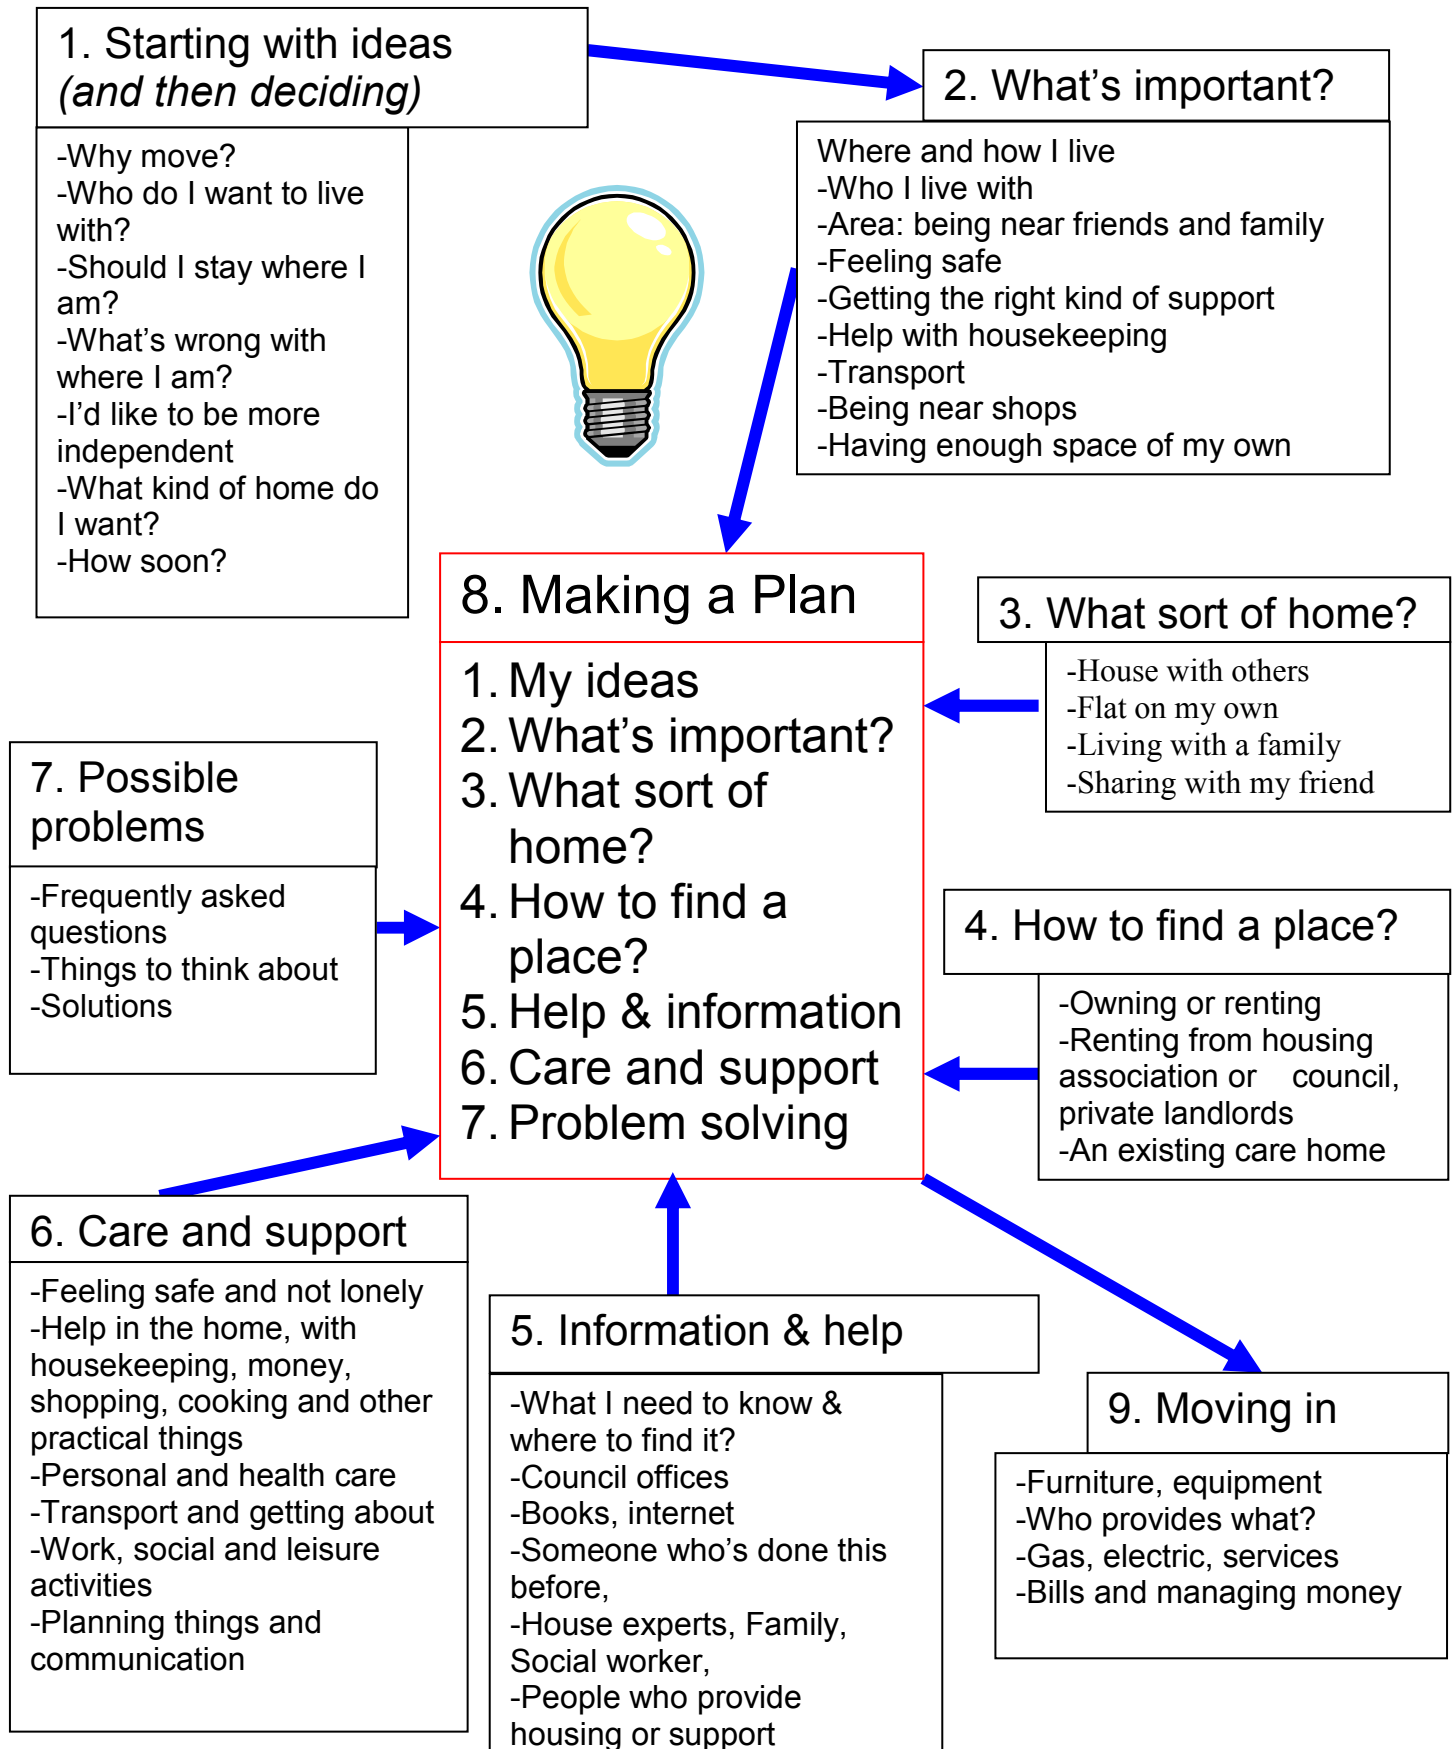 1. Starting with ideas
(and then deciding)
-Why move?
-Who do I want to live
with?
-Should I stay where I
am?
-What’s wrong with
where I am?
-I’d like to be more
independent
-What kind of home do
I want?
-How soon?
2. What’s important?
Where and how I live
-Who I live with
-Area: being near friends and family
-Feeling safe
-Getting the right kind of support
-Help with housekeeping
-Transport
-Being near shops
-Having enough space of my own
8. Making a Plan
1. My ideas
2. What’s important?
3. What sort of
home?
4. How to find a
place?
5. Help & information
6. Care and support
7. Problem solving
3. What sort of home?
-House with others
-Flat on my own
-Living with a family
-Sharing with my friend
4. How to find a place?
-Owning or renting
-Renting from housing
association or council,
private landlords
-An existing care home
7. Possible
problems
-Frequently asked
questions
-Things to think about
-Solutions
6. Care and support
-Feeling safe and not lonely
-Help in the home, with
housekeeping, money,
shopping, cooking and other
practical things
-Personal and health care
-Transport and getting about
-Work, social and leisure
activities
-Planning things and
communication
5. Information & help
-What I need to know &
where to find it?
-Council offices
-Books, internet
-Someone who’s done this
before,
-House experts, Family,
Social worker,
-People who provide
housing or support
9. Moving in
-Furniture, equipment
-Who provides what?
-Gas, electric, services
-Bills and managing money